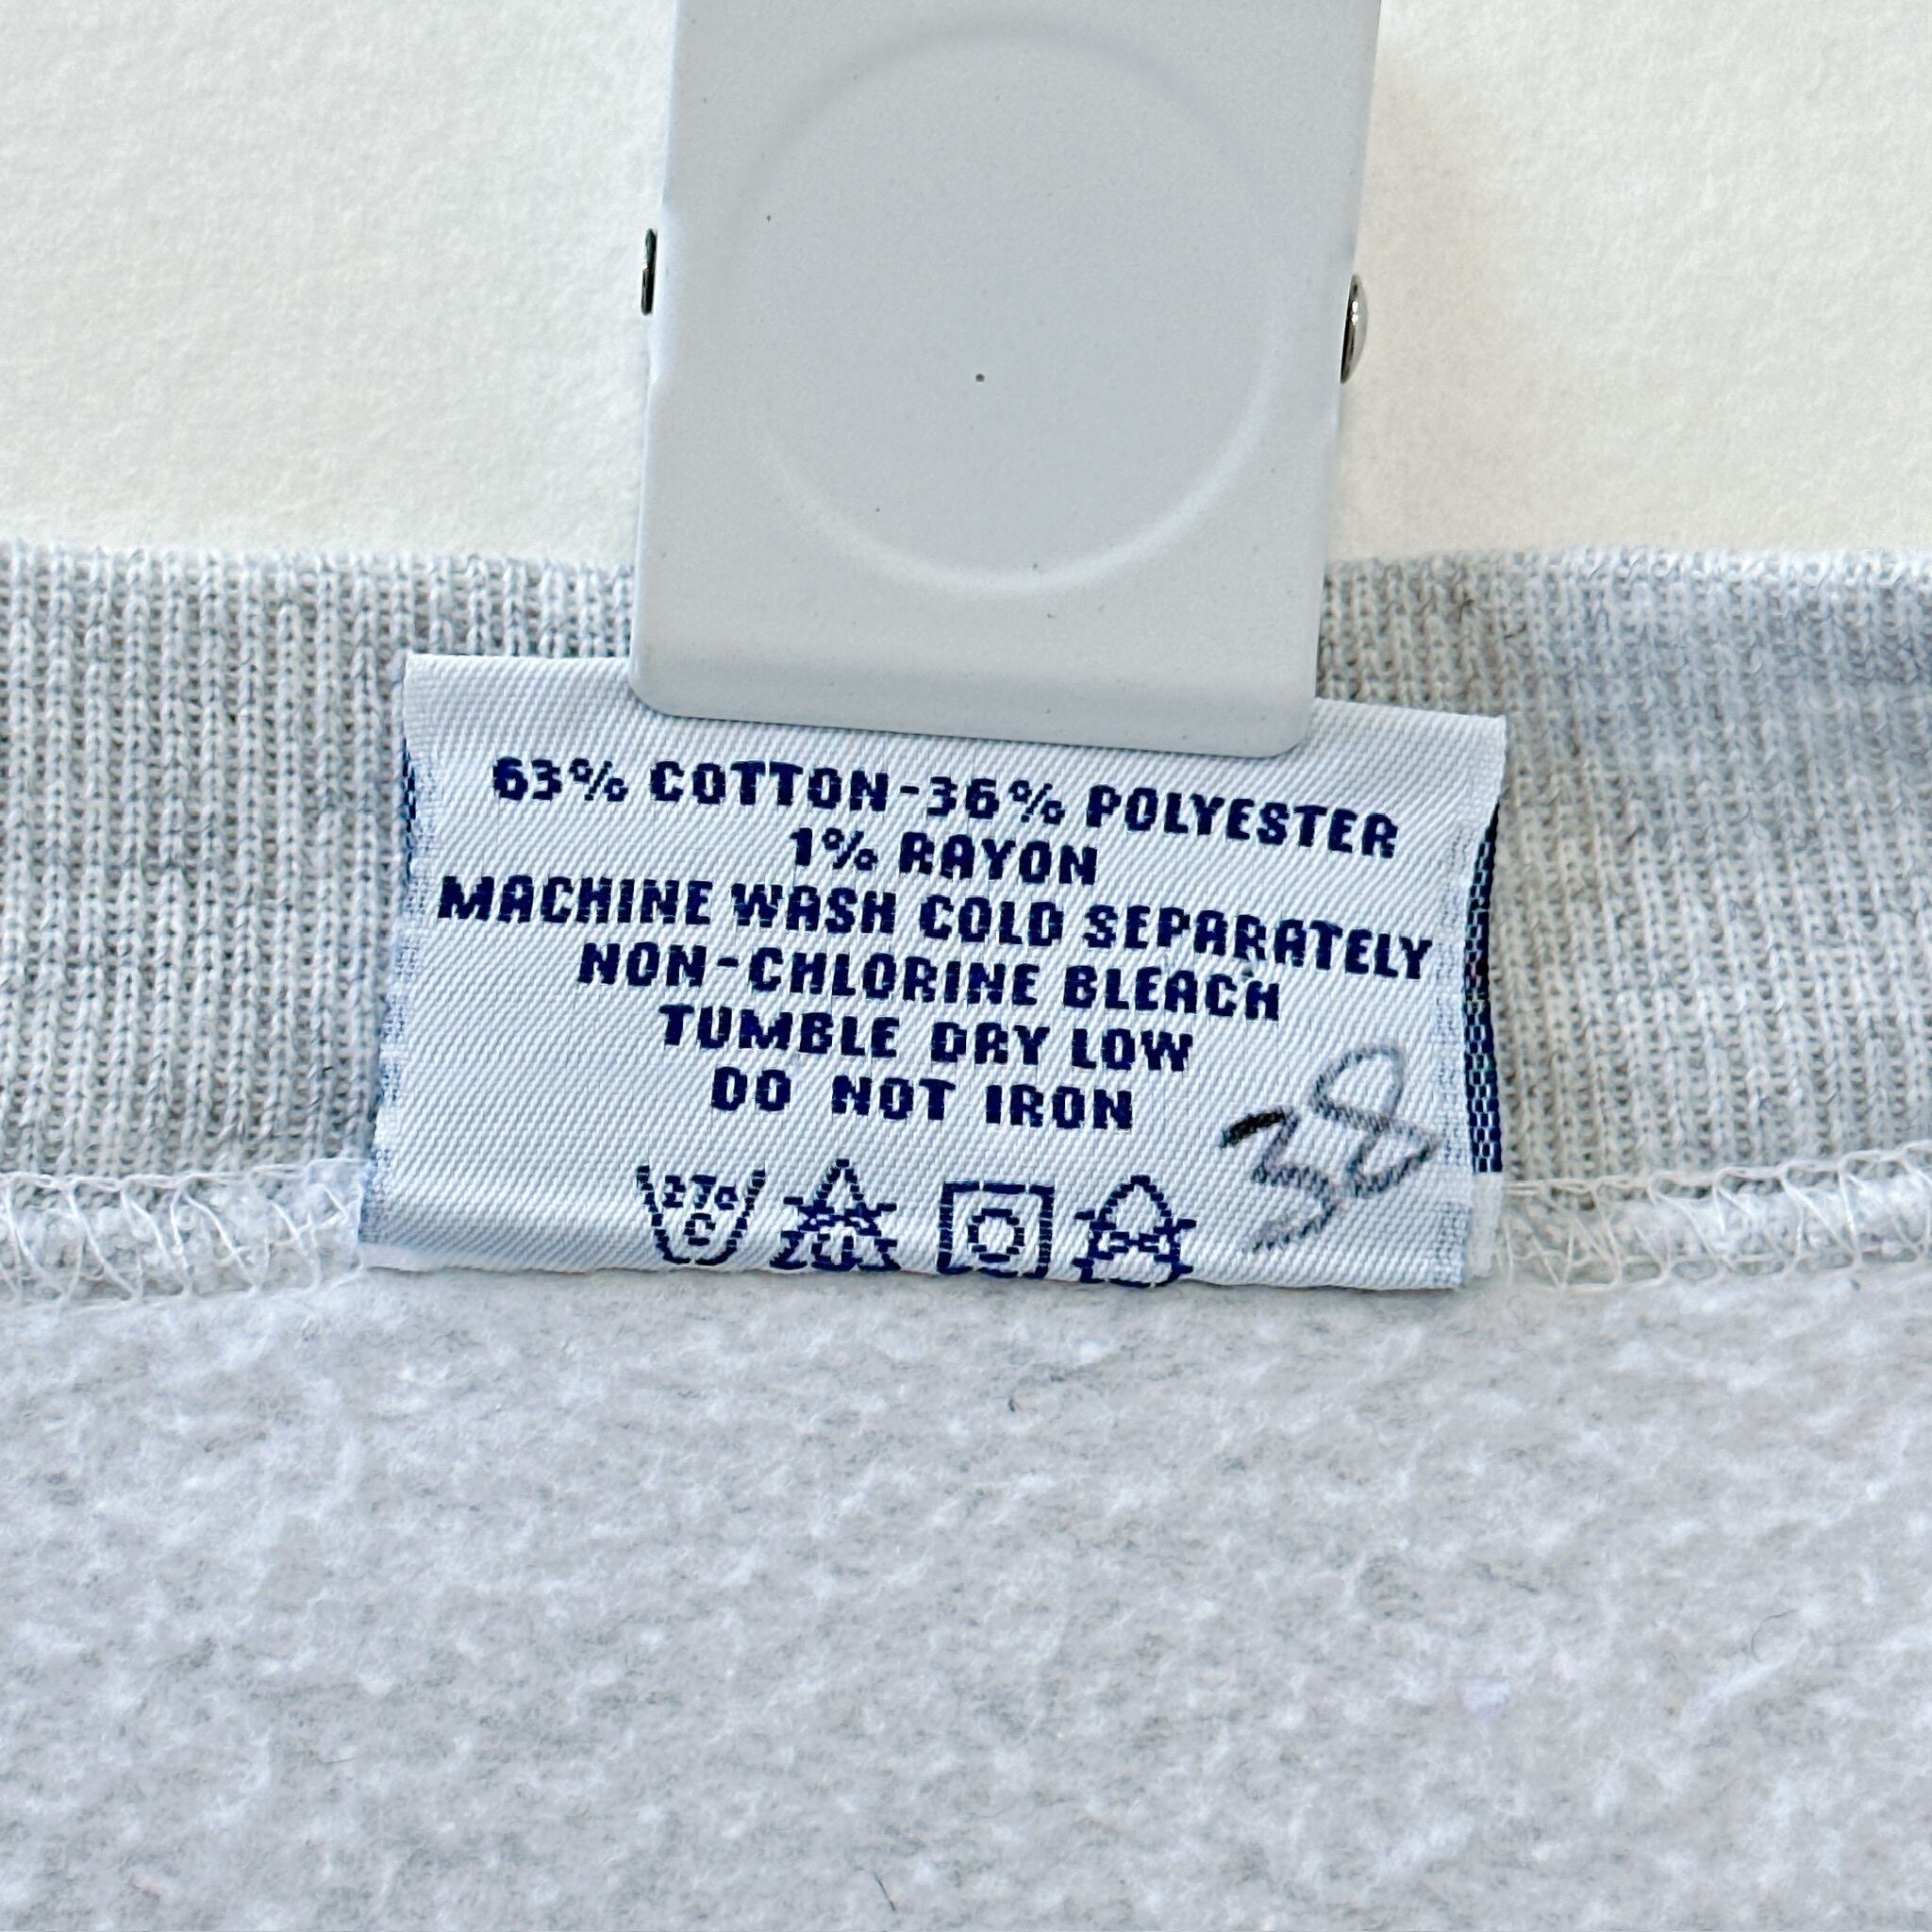 63% COTTON-36% POLYESTER
1% RAYON
MACHINE WASH COLD SEPARATELY
NON-CHLORINE BLEACH
TUMBLE DRY LOW
DO NOT IRON
38